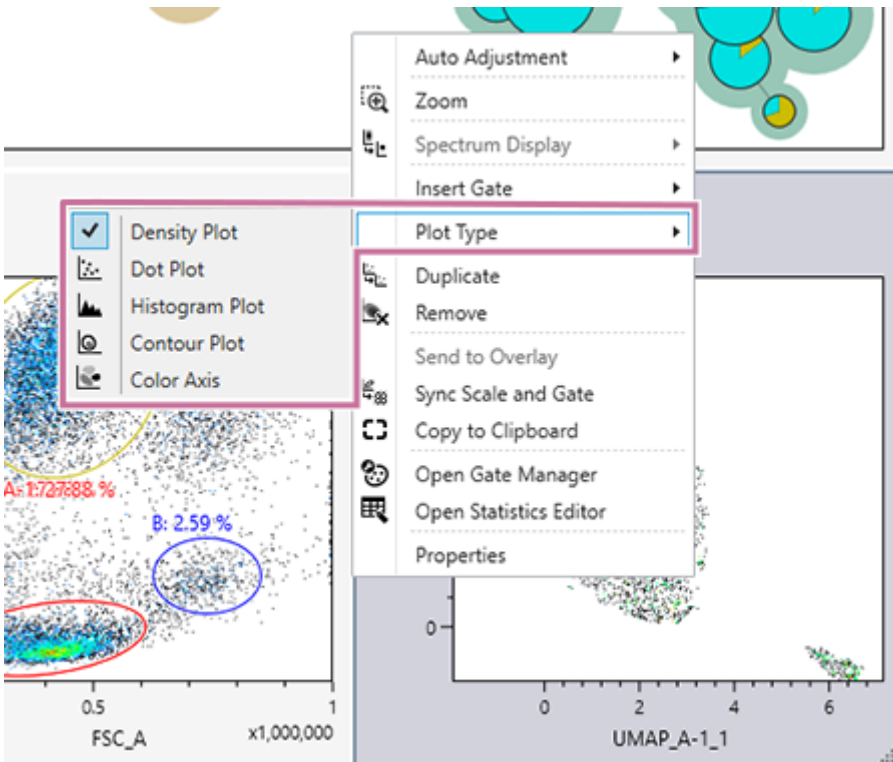 Auto Adjustment
Zoom
Spectrum Display
Insert Gate
Plot Type
Density Plot
Dot Plot
Histogram Plot
Contour Plot
Color Axis
Duplicate
Remove
Send to Overlay
Sync Scale and Gate
Copy to Clipboard
Open Gate Manager
Open Statistics Editor
Properties
B: 2.59 %
0.5
1
x1,000,000
FSC_A
0
0
2
4
6
UMAP_A-1_1